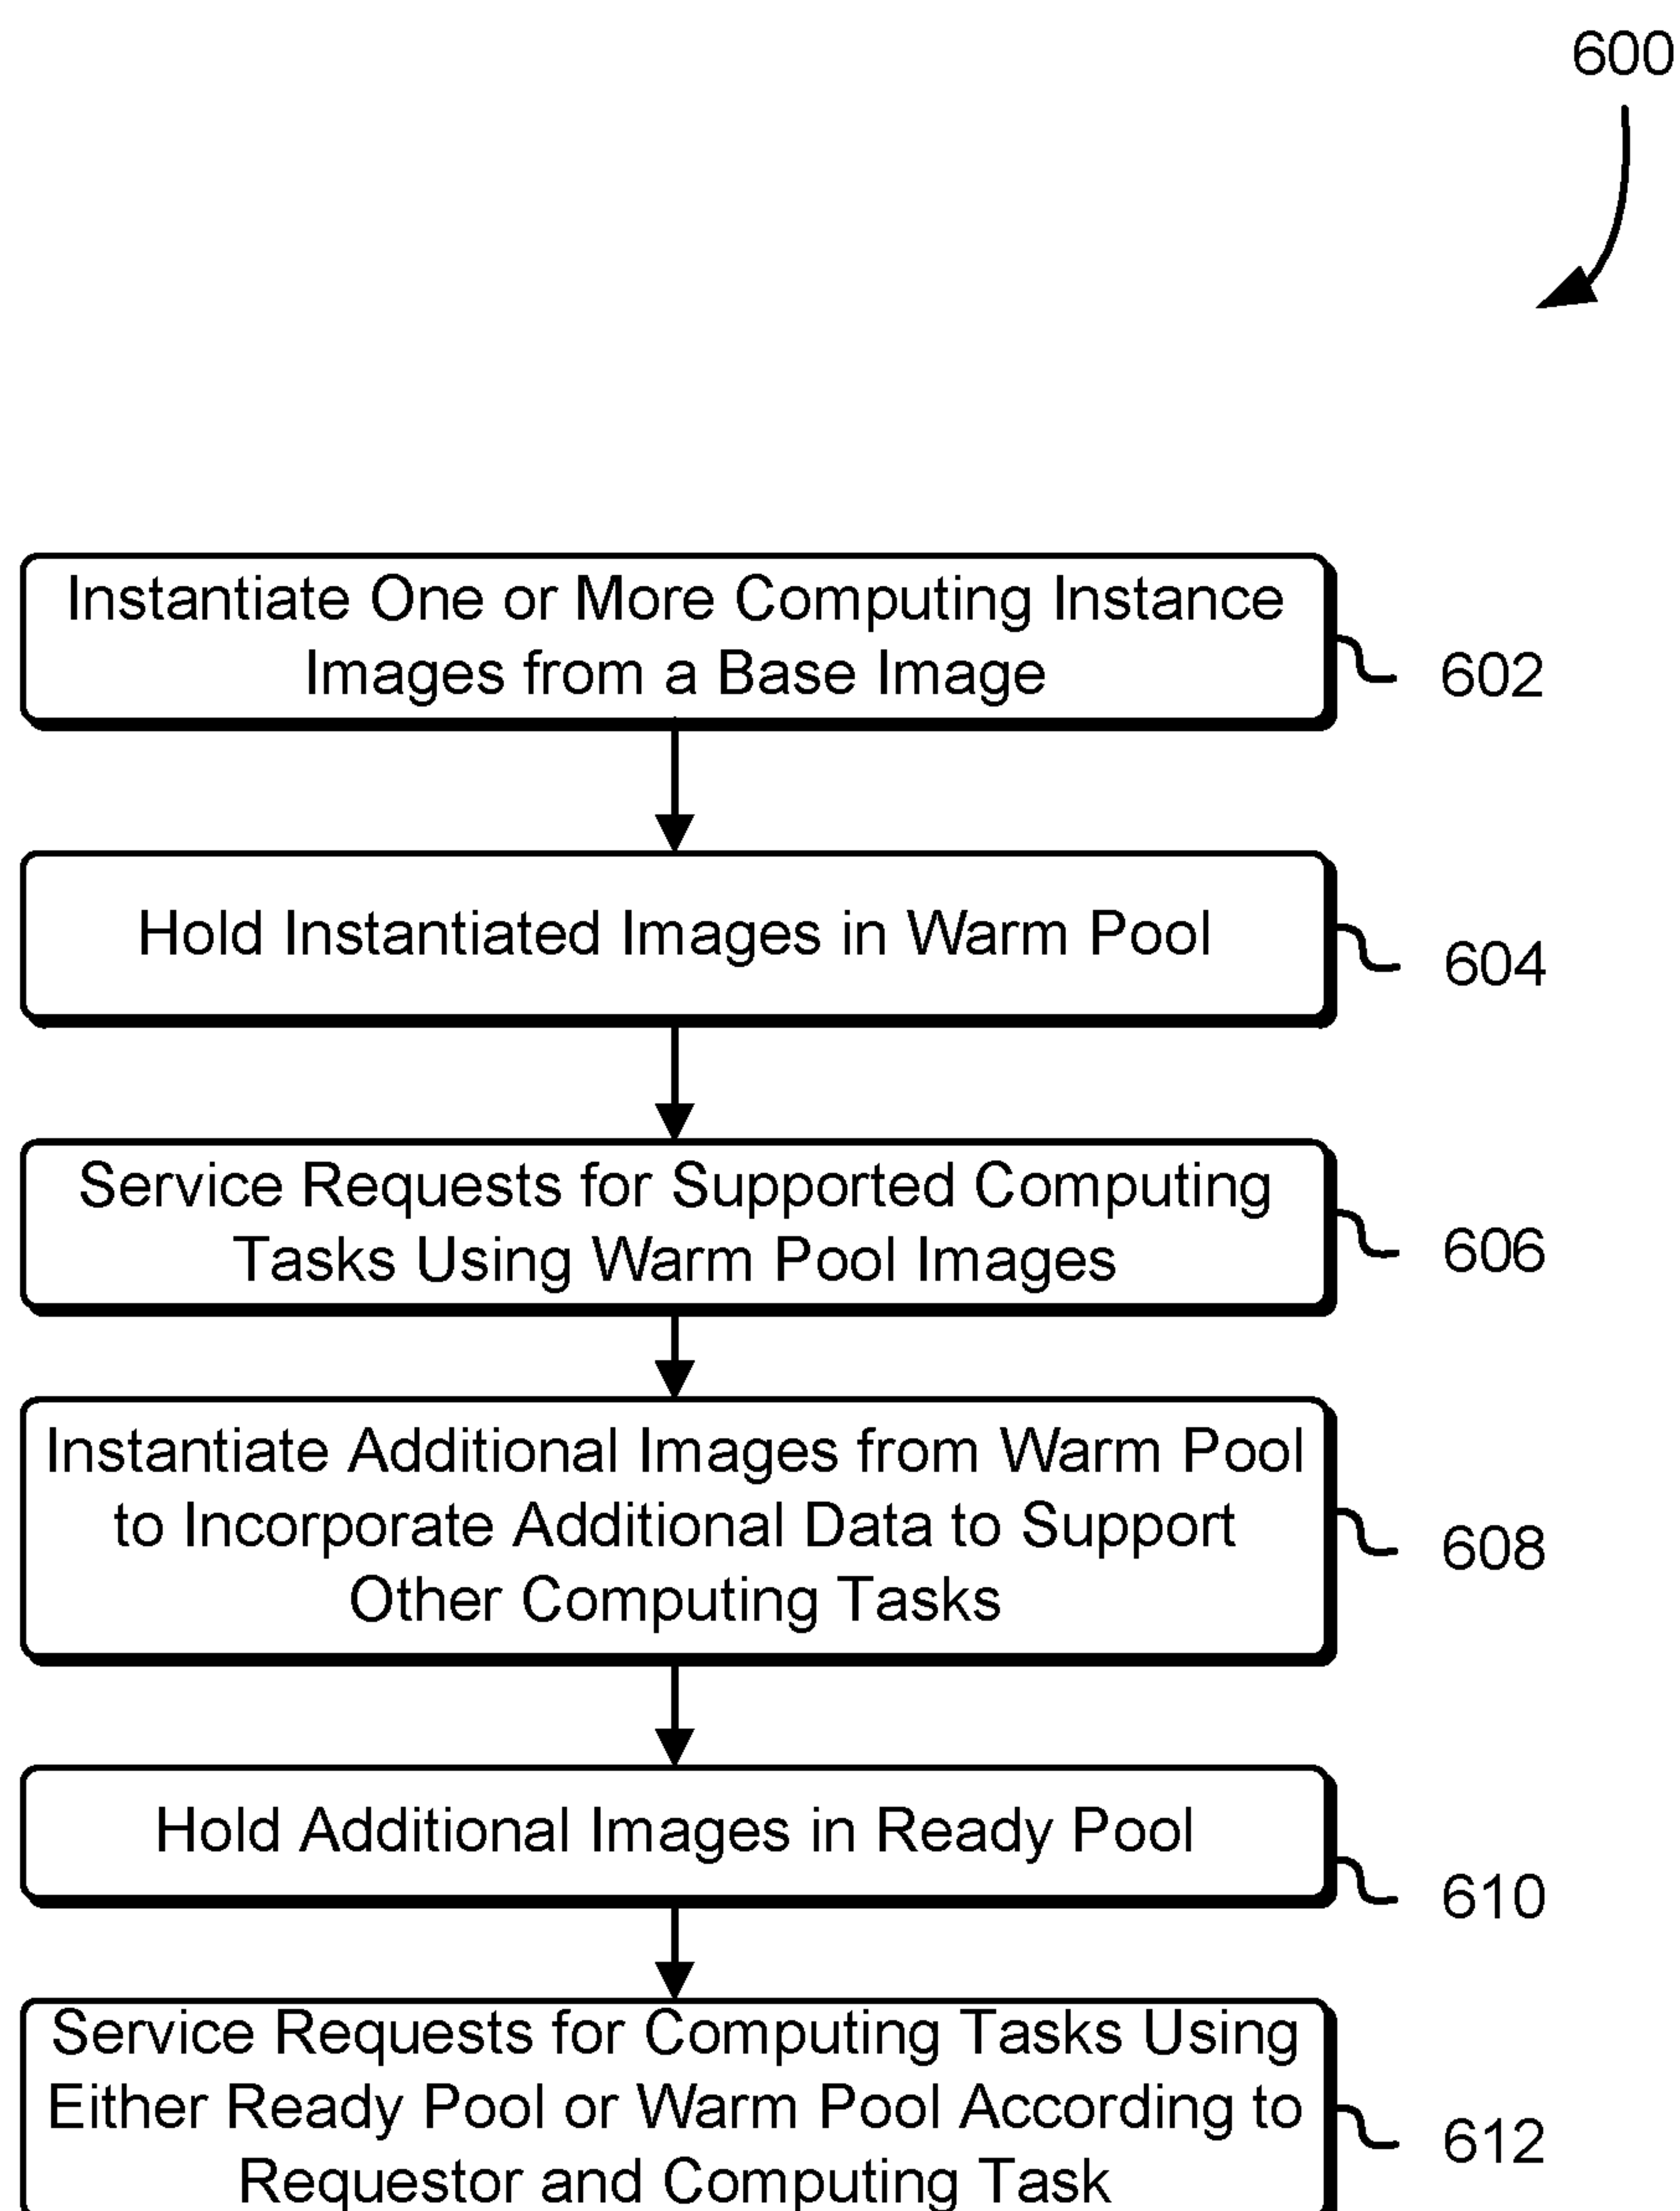 600
Instantiate One or More Computing Instance
Images from a Base Image
602
Hold Instantiated Images in Warm Pool
604
Service Requests for Supported Computing
Tasks Using Warm Pool Images
606
Instantiate Additional Images from Warm Pool
to Incorporate Additional Data to Support
Other Computing Tasks
608
Hold Additional Images in Ready Pool
610
Service Requests for Computing Tasks Using
Either Ready Pool or Warm Pool According to
Requestor and Computing Task
612